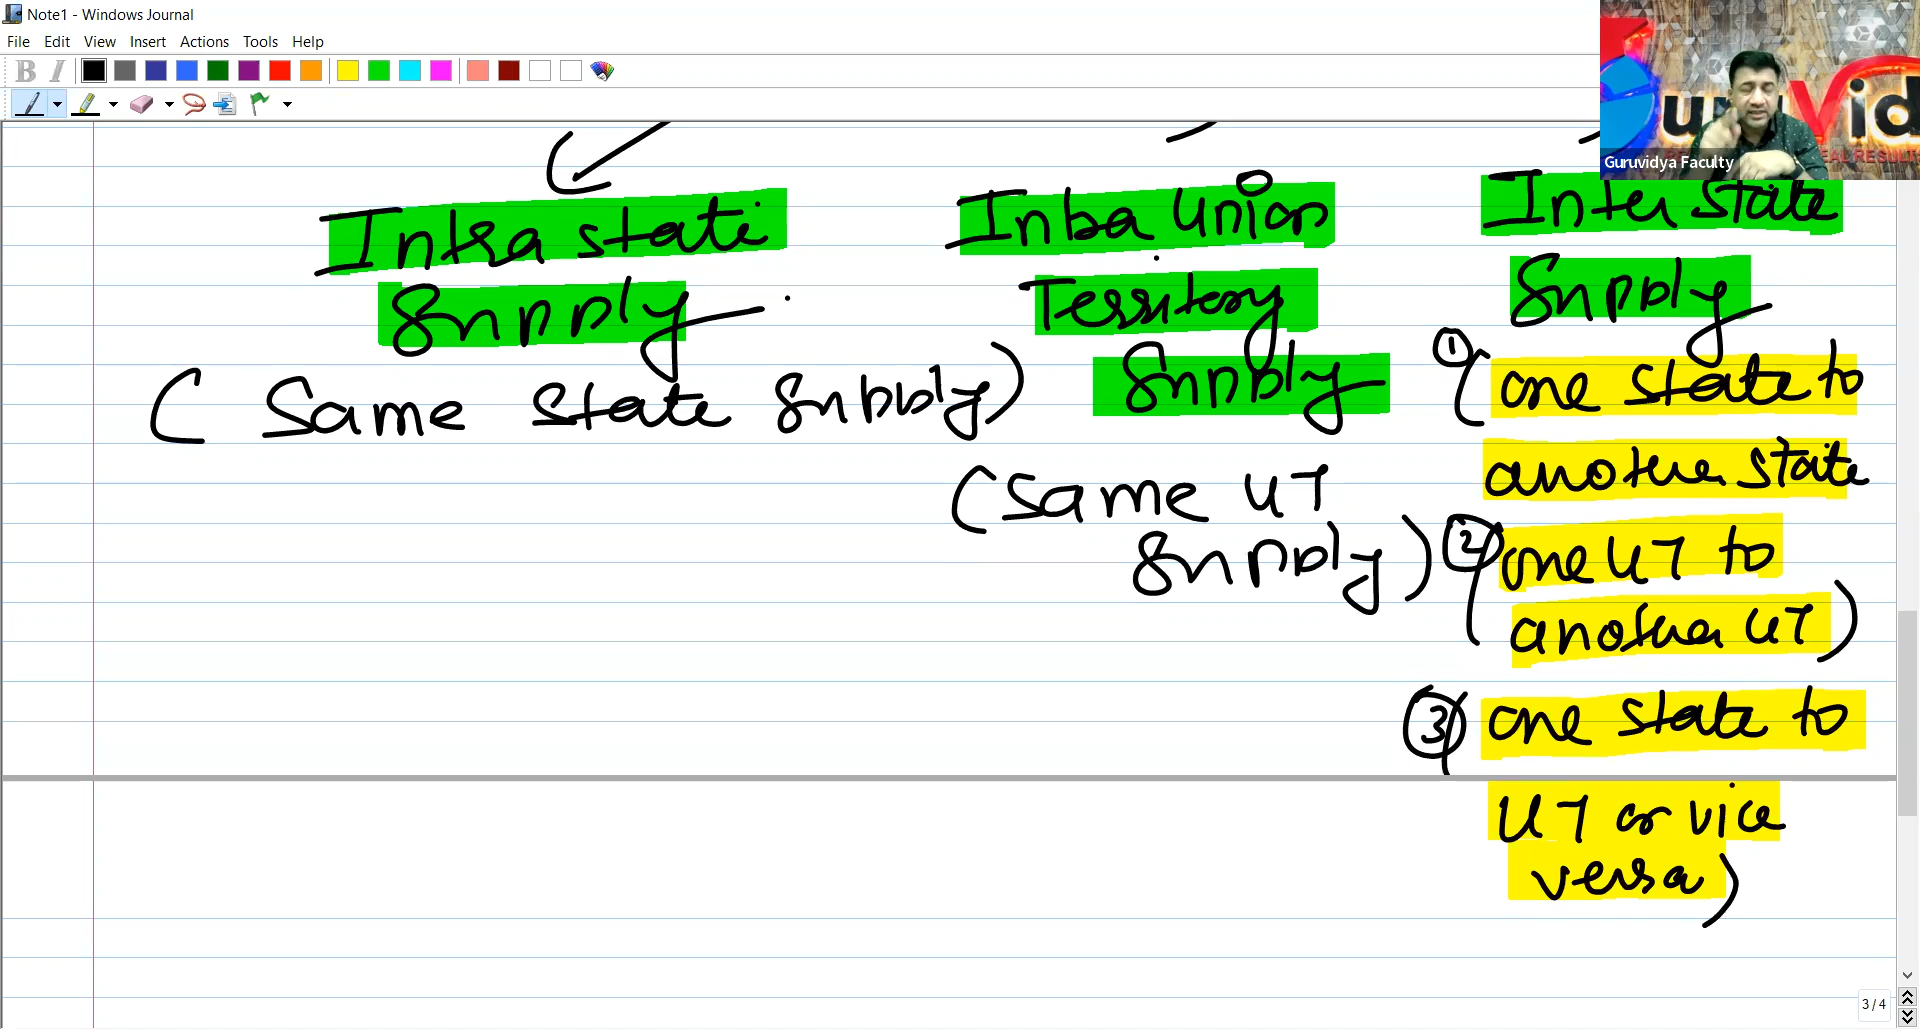 Note1 - Windows Journal
File Edit View Insert Actions Tools Help
B I
Guruvidya Faculty
Intra state
Supply
(Same State Supply)
Intra Union
Territory
Supply
(Same UT
Supply)
Inter State
Supply
① (one state to
another state
② (one UT to
another UT)
③ (one state to
UT or vice
versa)
3 / 4